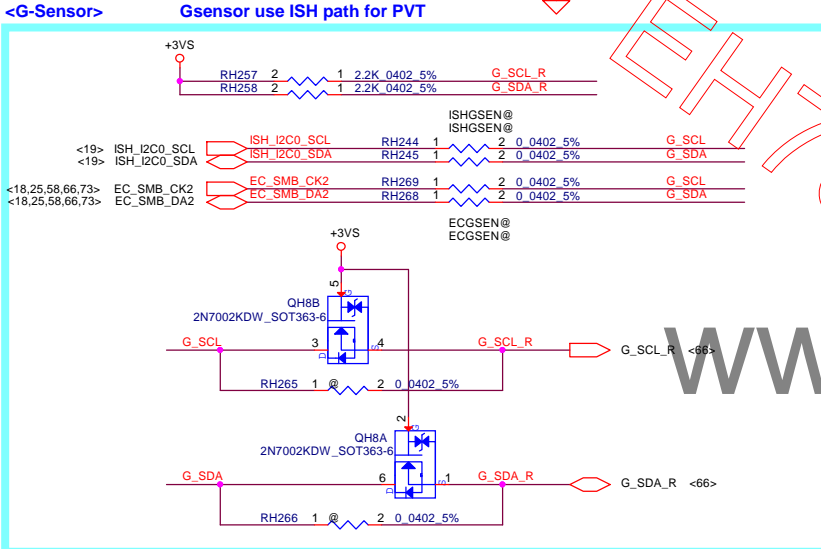 <G-Sensor> Gsensor use ISH path for PVT
+3VS
RH257 2 1 2.2K_0402_5% G_SCL_R
RH258 2 1 2.2K_0402_5% G_SDA_R
ISHGSEN@
ISHGSEN@
<19> ISH_I2C0_SCL ISH_I2C0_SCL RH244 1 2 0_0402_5% G_SCL
<19> ISH_I2C0_SDA ISH_I2C0_SDA RH245 1 2 0_0402_5% G_SDA
<18,25,58,66,73> EC_SMB_CK2 EC_SMB_CK2 RH269 1 2 0_0402_5% G_SCL
<18,25,58,66,73> EC_SMB_DA2 EC_SMB_DA2 RH268 1 2 0_0402_5% G_SDA
ECGSEN@
ECGSEN@
+3VS
5
G
QH8B
2N7002KDW_SOT363-6
G_SCL 3 D S 4 G_SCL_R G_SCL_R <66>
RH265 1 @ 2 0_0402_5%
2
G
QH8A
2N7002KDW_SOT363-6
G_SDA 6 D S 1 G_SDA_R G_SDA_R <66>
RH266 1 @ 2 0_0402_5%